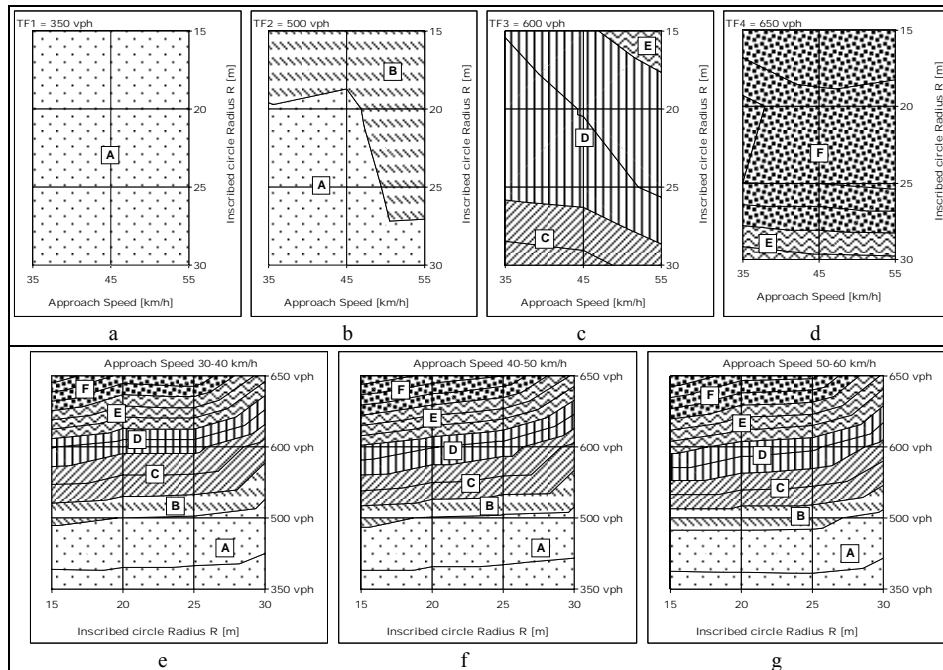 TF1 = 350 vph
15
20
Inscribed circle Radius R [m]
A
25
30
35 45 55
Approach Speed [km/h]
a
TF2 = 500 vph
15
B
20
Inscribed circle Radius R [m]
A
25
30
35 45 55
Approach Speed [km/h]
b
TF3 = 600 vph
15
E
20
Inscribed circle Radius R [m]
D
25
C
30
35 45 55
Approach Speed [km/h]
c
TF4 = 650 vph
15
20
Inscribed circle Radius R [m]
F
25
E
30
35 45 55
Approach Speed [km/h]
d
Approach Speed 30-40 km/h
650 vph
F
E
D
600 vph
C
B
500 vph
A
350 vph
15 20 25 30
Inscribed circle Radius R [m]
e
Approach Speed 40-50 km/h
650 vph
F
E
D
600 vph
C
B
500 vph
A
350 vph
15 20 25 30
Inscribed circle Radius R [m]
f
Approach Speed 50-60 km/h
650 vph
F
E
600 vph
D
C
B
500 vph
A
350 vph
15 20 25 30
Inscribed circle Radius R [m]
g